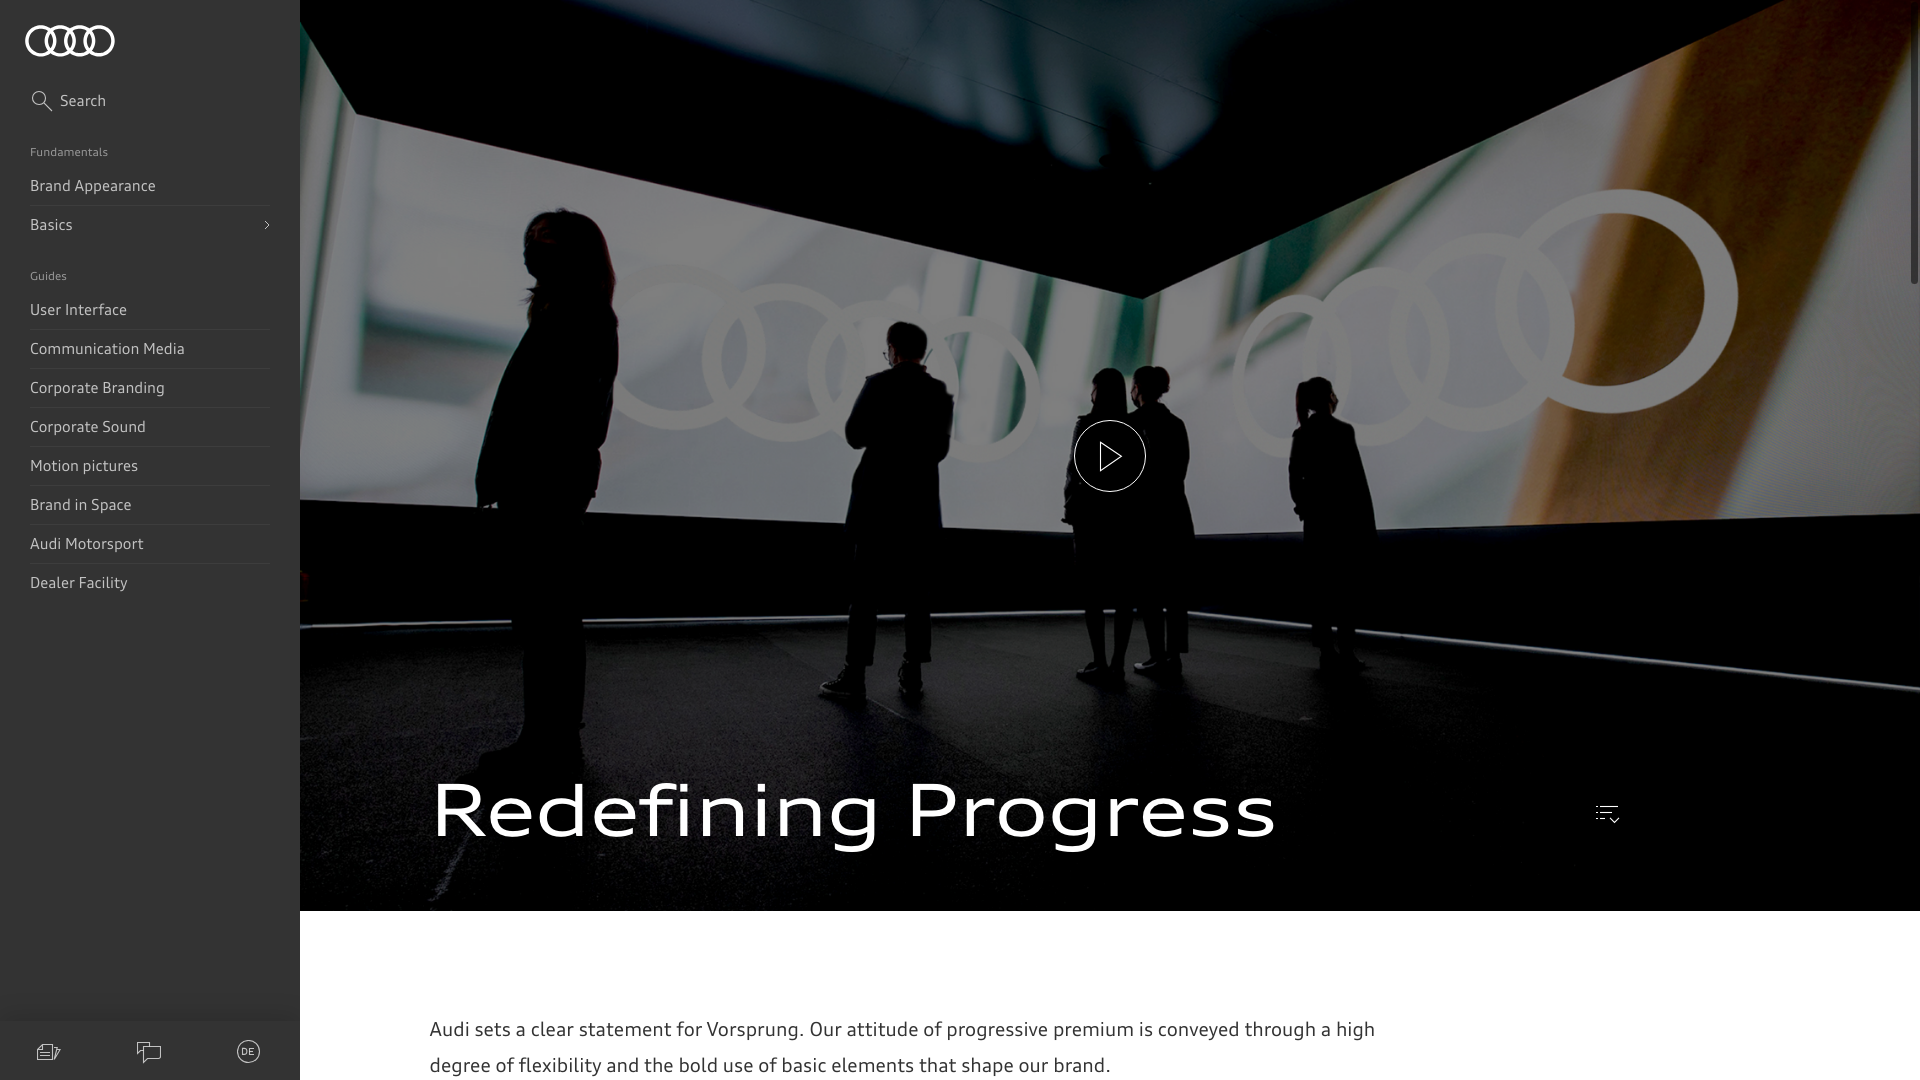 Search
Fundamentals
Brand Appearance
Basics
Guides
User Interface
Communication Media
Corporate Branding
Corporate Sound
Motion pictures
Brand in Space
Audi Motorsport
Dealer Facility
DE
Redefining Progress
Audi sets a clear statement for Vorsprung. Our attitude of progressive premium is conveyed through a high
degree of flexibility and the bold use of basic elements that shape our brand.